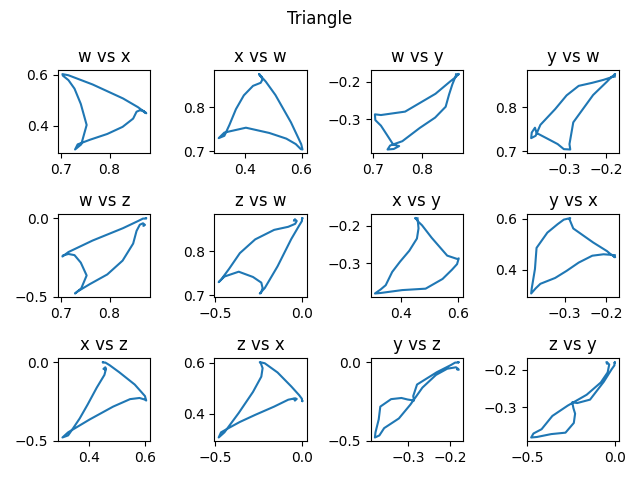 Triangle
w vs x
x vs w
w vs y
y vs w
0.6
0.4
0.7 0.8
0.8
0.7
0.4 0.6
−0.2
−0.3
0.7 0.8
0.8
0.7
−0.3 −0.2
w vs z
z vs w
x vs y
y vs x
0.0
−0.5
0.7 0.8
0.8
0.7
−0.5 0.0
−0.2
−0.3
0.4 0.6
0.6
0.4
−0.3 −0.2
x vs z
z vs x
y vs z
z vs y
0.0
−0.5
0.4 0.6
0.6
0.4
−0.5 0.0
0.0
−0.5
−0.3 −0.2
−0.2
−0.3
−0.5 0.0